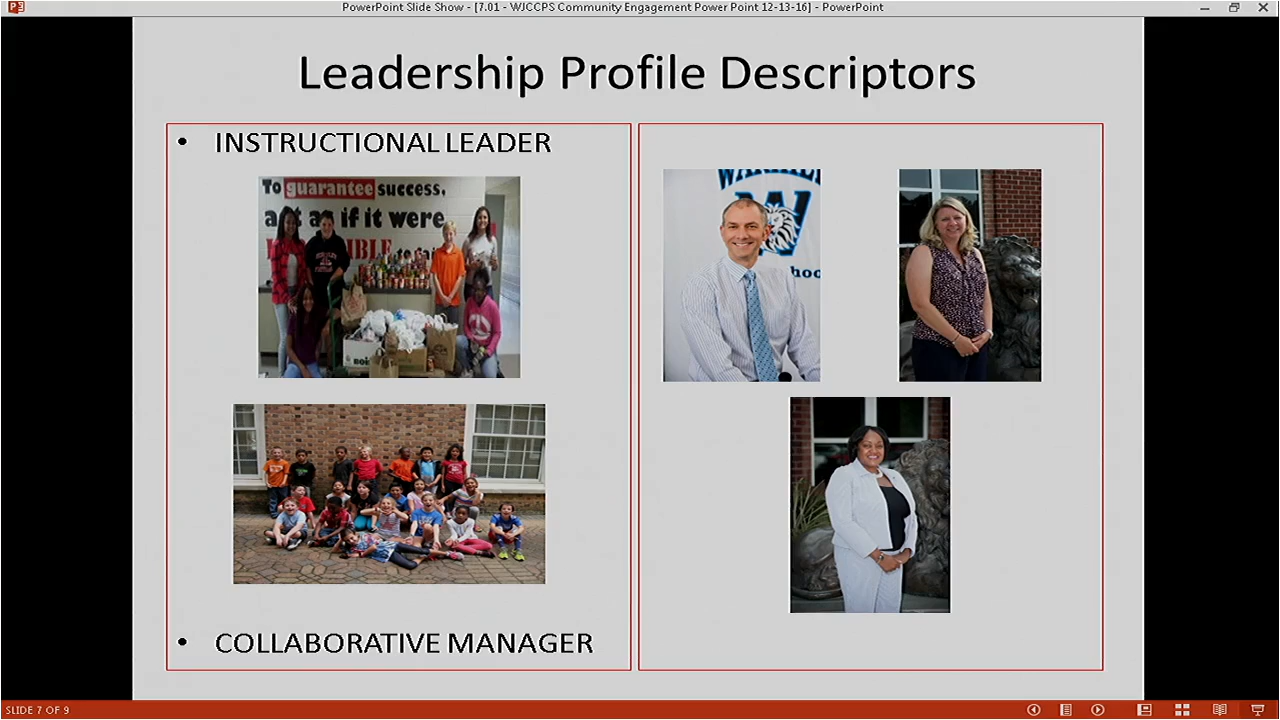 PowerPoint Slide Show - [7.01 - WJCCPS Community Engagement Power Point 12-13-16] - PowerPoint
Leadership Profile Descriptors
• INSTRUCTIONAL LEADER
To guarantee success,
act as if it were
W
• COLLABORATIVE MANAGER
SLIDE 7 OF 9